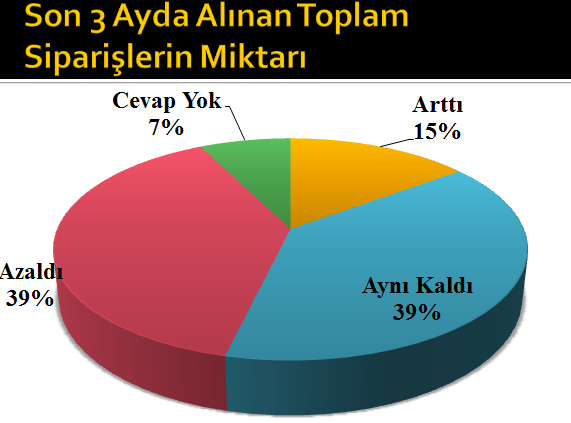 Son 3 Ayda Alınan Toplam
Siparişlerin Miktarı
Cevap Yok
7%
Arttı
15%
Azaldı
39%
Aynı Kaldı
39%